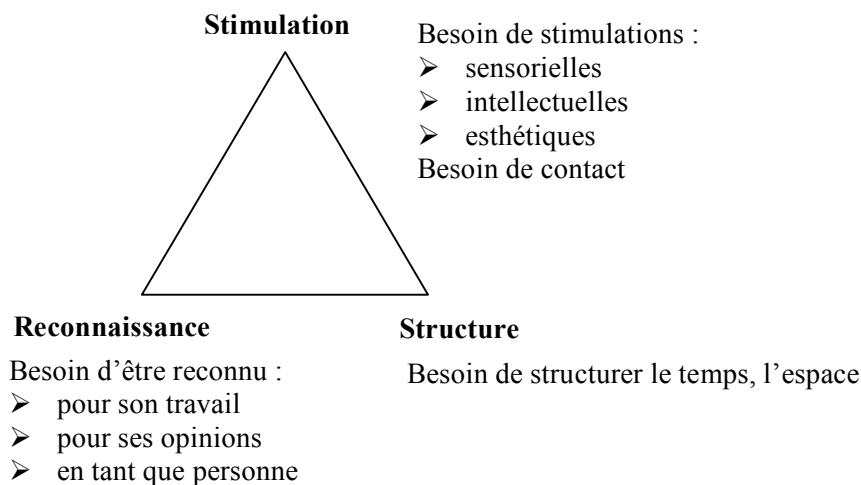 Stimulation
Besoin de stimulations :
➢ sensorielles
➢ intellectuelles
➢ esthétiques
Besoin de contact
Reconnaissance
Besoin d’être reconnu :
➢ pour son travail
➢ pour ses opinions
➢ en tant que personne
Structure
Besoin de structurer le temps, l’espace